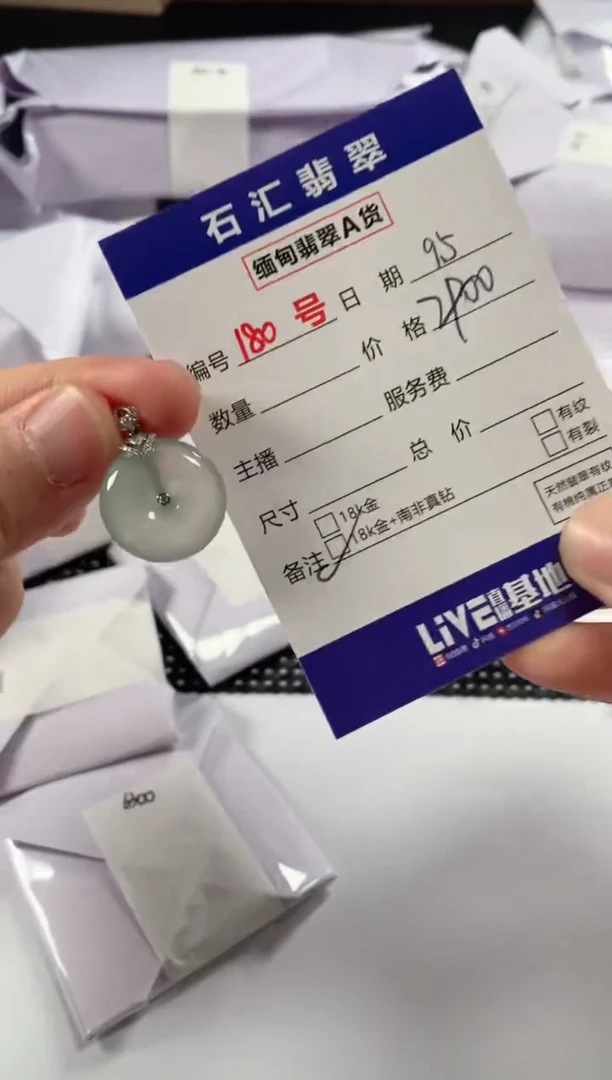 石汇翡翠
缅甸翡翠A货
编号 180 号 日期 95
数量 价格
主播 服务费
尺寸 总价 有纹
有裂
备注 18k金
18k金+南非真钻
天然翡翠有纹
有棉纯属正
LIVE 基地